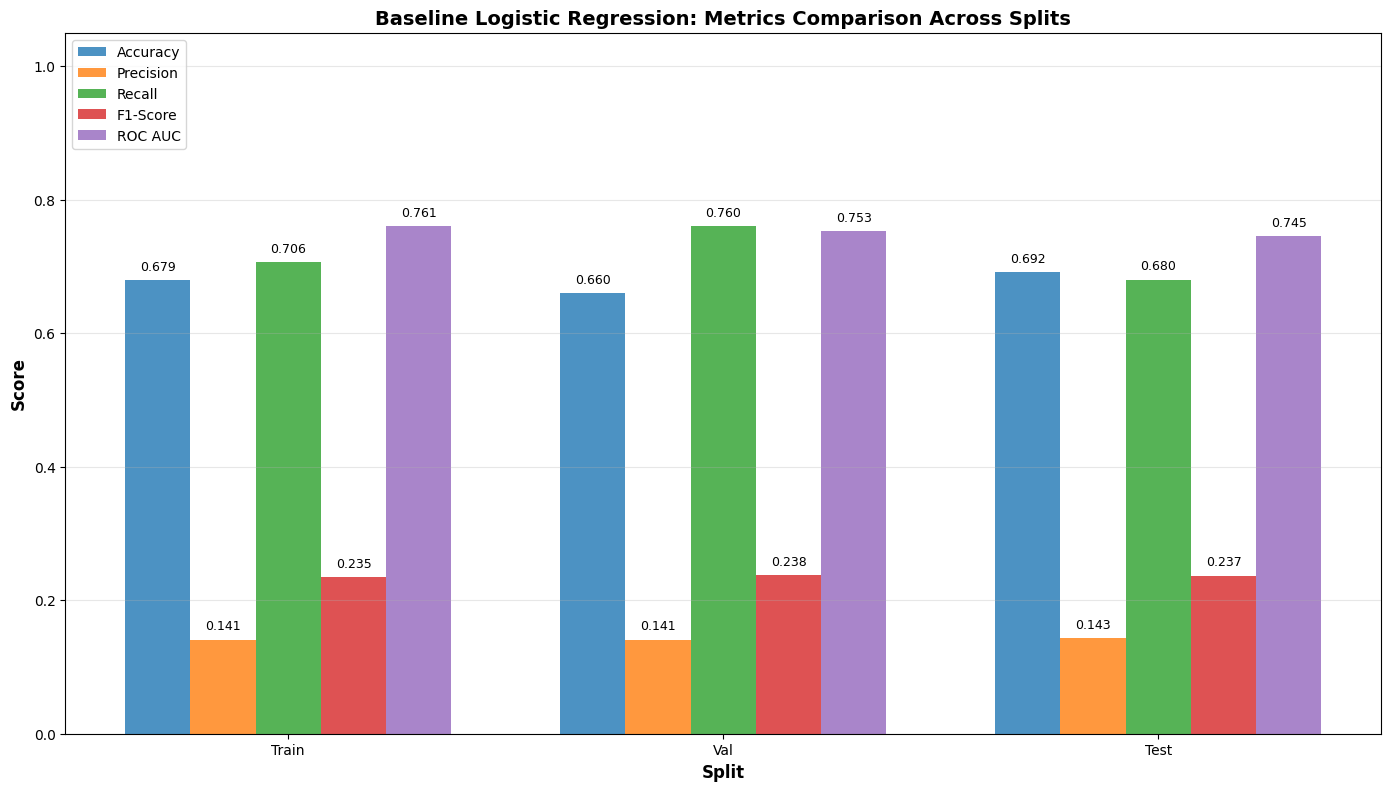 Baseline Logistic Regression: Metrics Comparison Across Splits
Accuracy
Precision
Recall
F1-Score
ROC AUC
Score
1.0
0.8
0.6
0.4
0.2
0.0
0.679
0.141
0.706
0.235
0.761
0.660
0.141
0.760
0.238
0.753
0.692
0.143
0.680
0.237
0.745
Train
Val
Test
Split